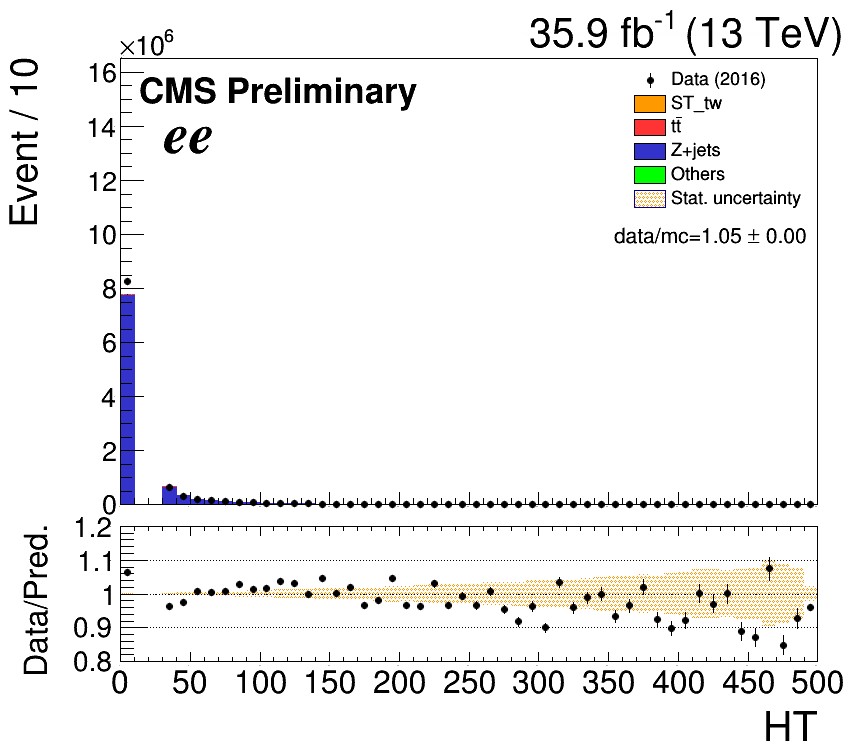 35.9 fb-1 (13 TeV)
×10^6
Event / 10
16
14
12
10
8
6
4
2
0
CMS Preliminary
ee
Data (2016)
ST_tw
tt̄
Z+jets
Others
Stat. uncertainty
data/mc=1.05 ± 0.00
Data/Pred.
1.2
1.1
1
0.9
0.8
0 50 100 150 200 250 300 350 400 450 500
HT